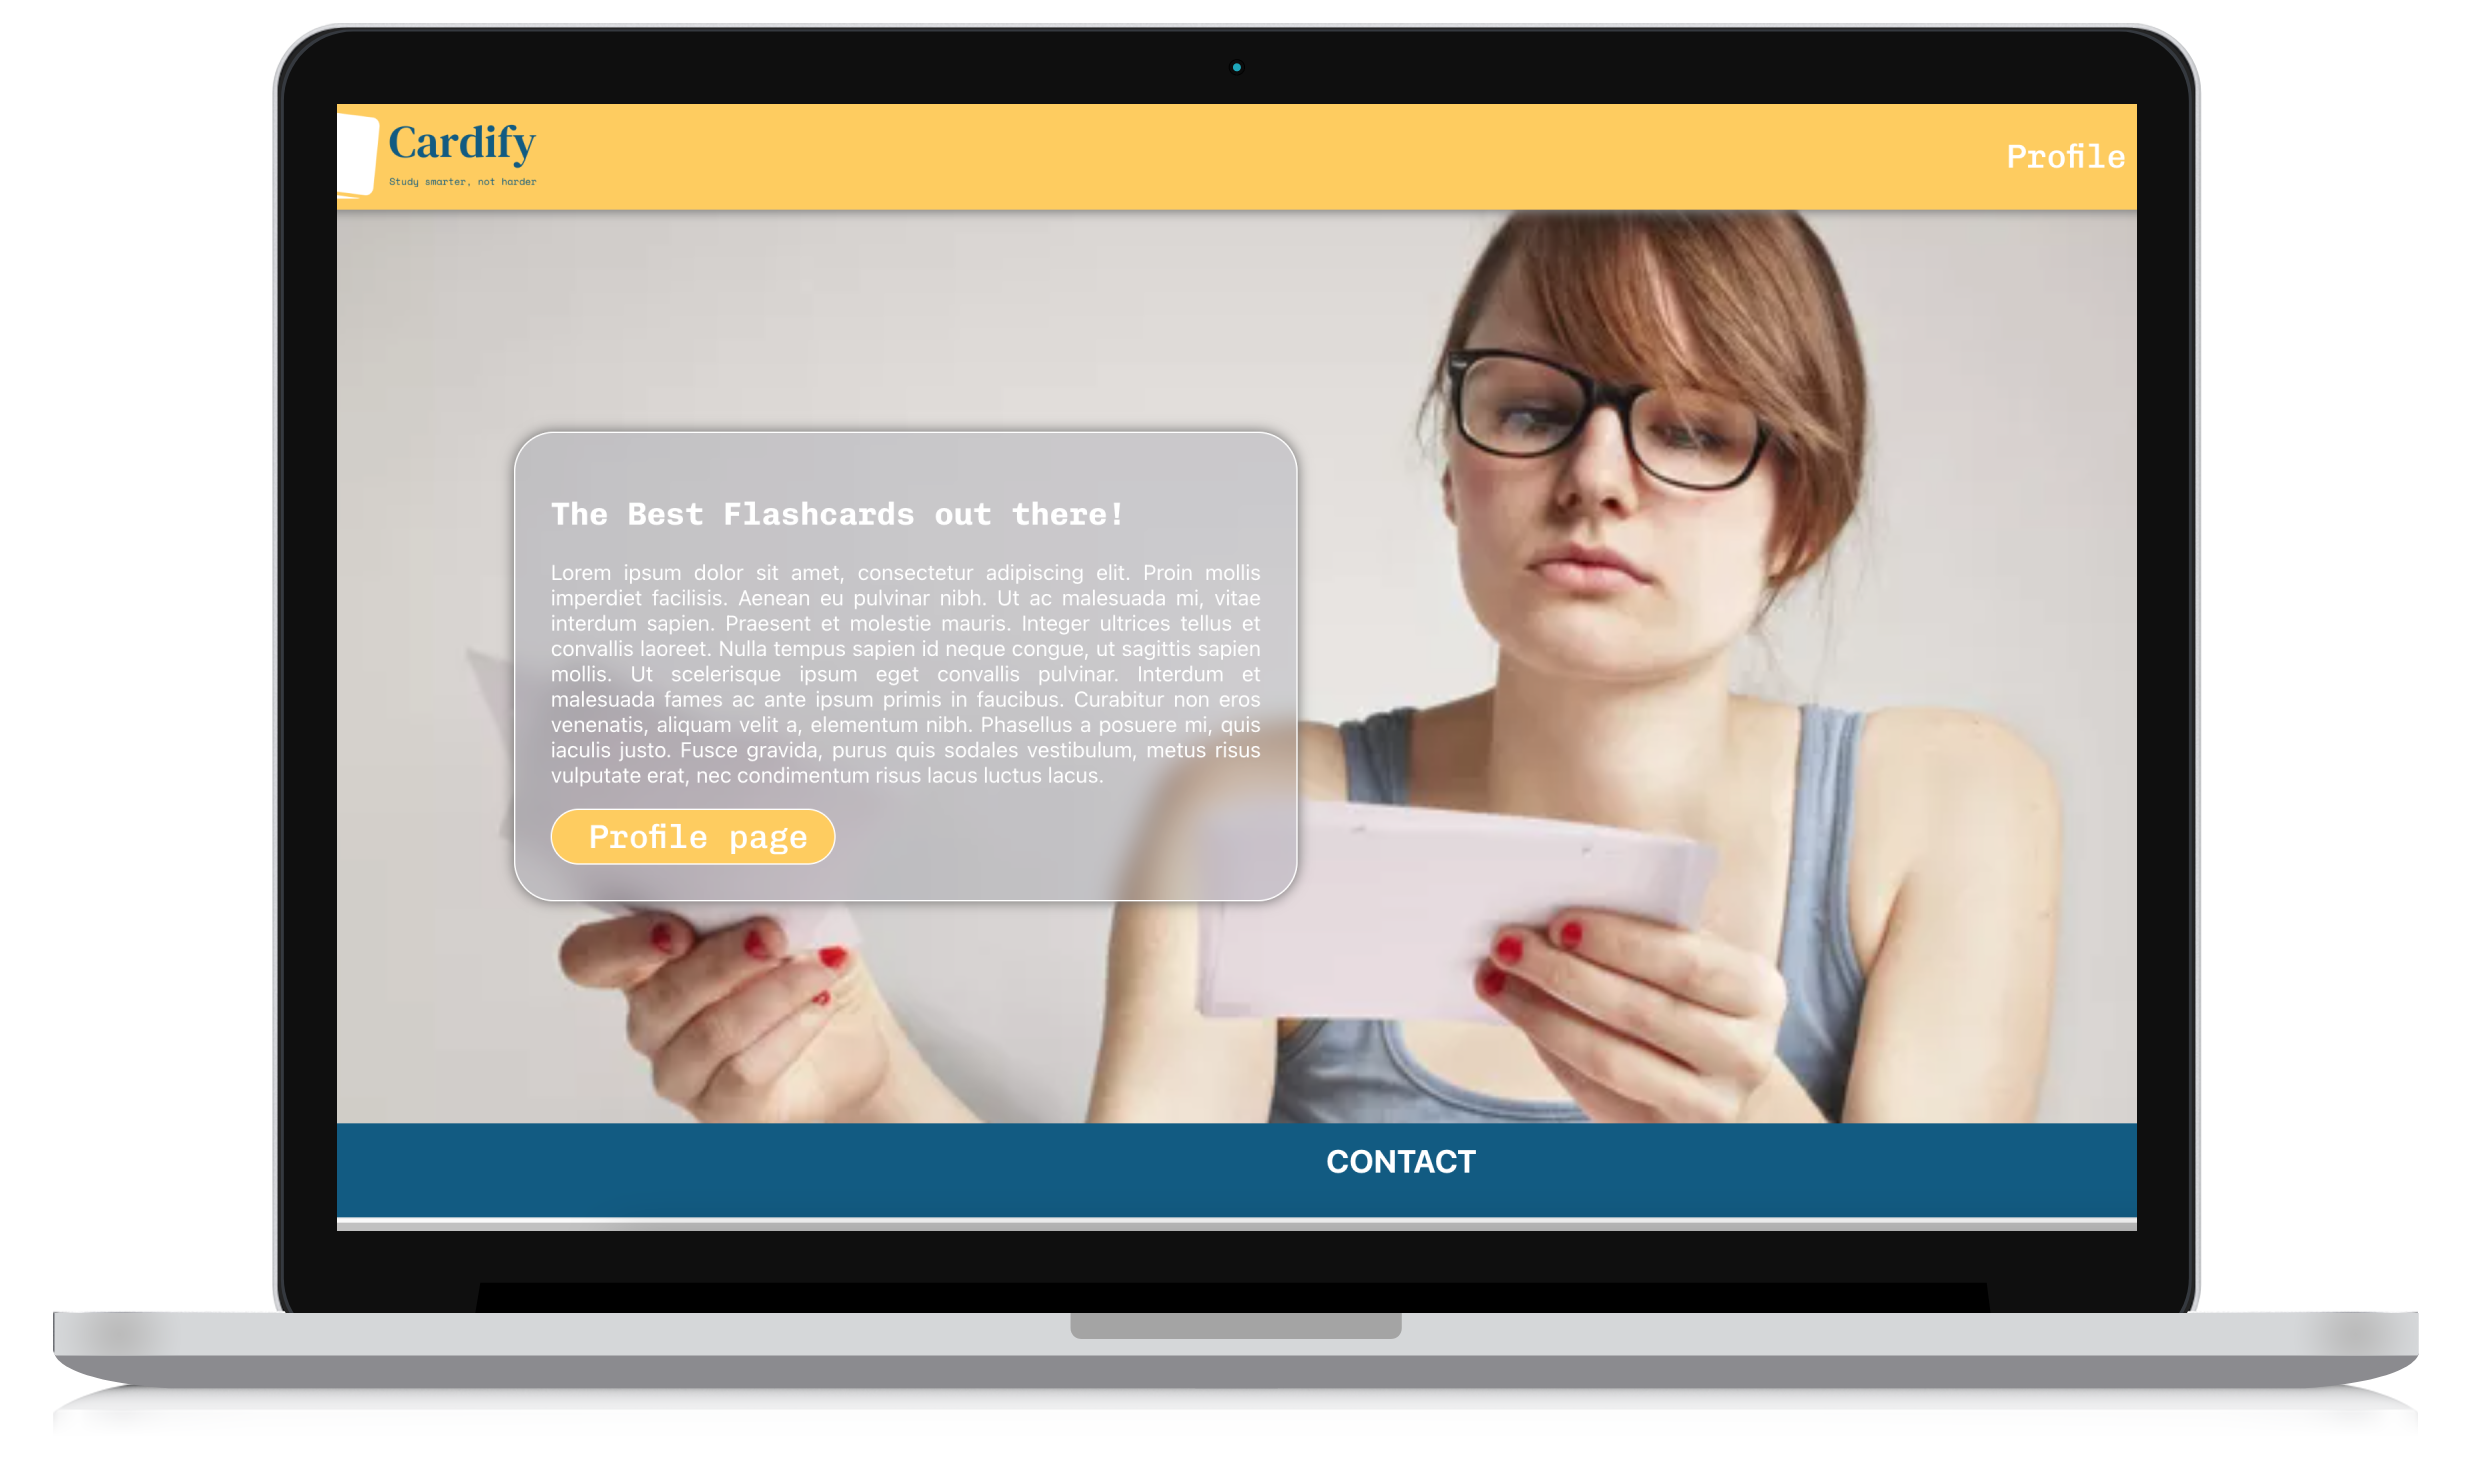 Cardify
Study smarter, not harder
Profile
The Best Flashcards out there!
Lorem ipsum dolor sit amet, consectetur adipiscing elit. Proin mollis
imperdiet facilisis. Aenean eu pulvinar nibh. Ut ac malesuada mi, vitae
interdum sapien. Praesent et molestie mauris. Integer ultrices tellus et
convallis laoreet. Nulla tempus sapien id neque congue, ut sagittis sapien
mollis. Ut scelerisque ipsum eget convallis pulvinar. Interdum et
malesuada fames ac ante ipsum primis in faucibus. Curabitur non eros
venenatis, aliquam velit a, elementum nibh. Phasellus a posuere mi, quis
iaculis justo. Fusce gravida, purus quis sodales vestibulum, metus risus
vulputate erat, nec condimentum risus lacus luctus lacus.
Profile page
CONTACT